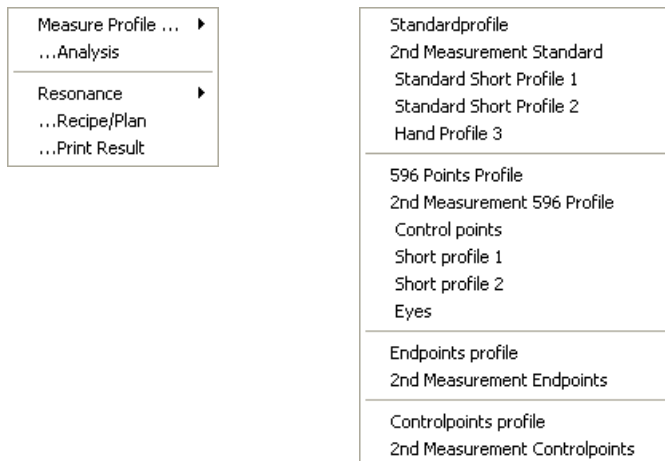 Measure Profile ...
...Analysis
Resonance
...Recipe/Plan
...Print Result
Standardprofile
2nd Measurement Standard
Standard Short Profile 1
Standard Short Profile 2
Hand Profile 3
596 Points Profile
2nd Measurement 596 Profile
Control points
Short profile 1
Short profile 2
Eyes
Endpoints profile
2nd Measurement Endpoints
Controlpoints profile
2nd Measurement Controlpoints